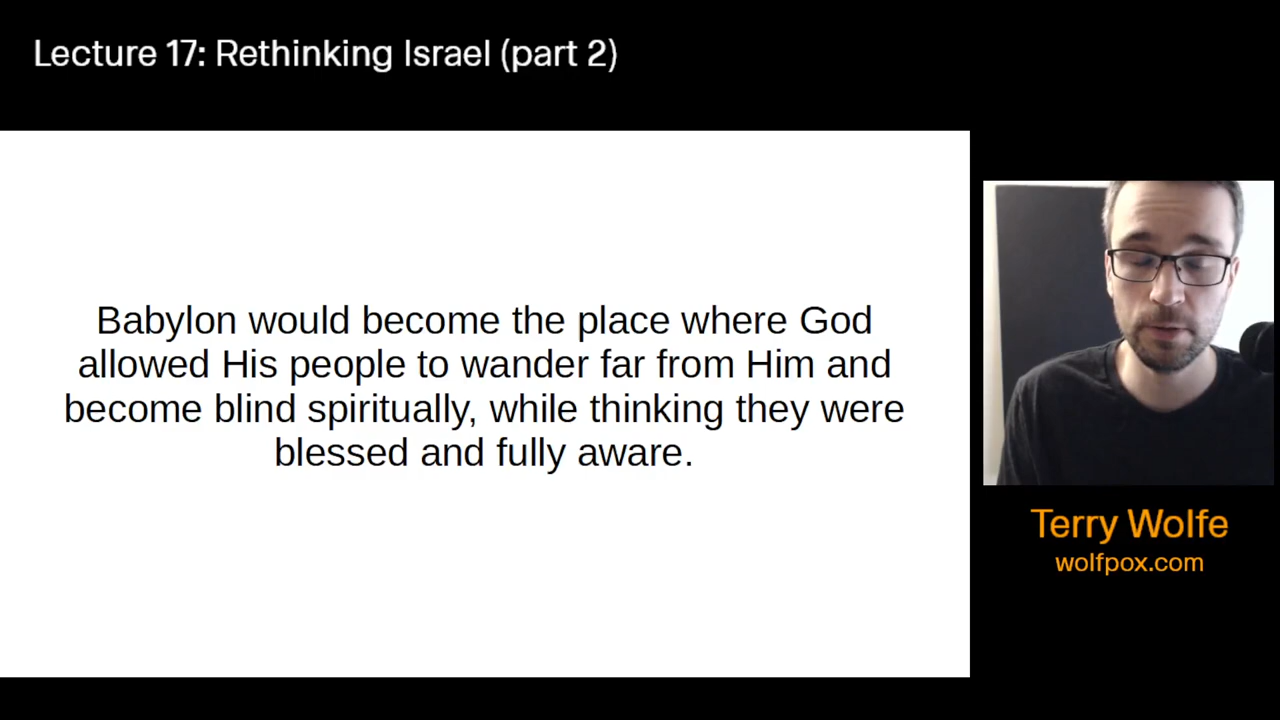 Lecture 17: Rethinking Israel (part 2)
Babylon would become the place where God
allowed His people to wander far from Him and
become blind spiritually, while thinking they were
blessed and fully aware.
Terry Wolfe
wolfpox.com